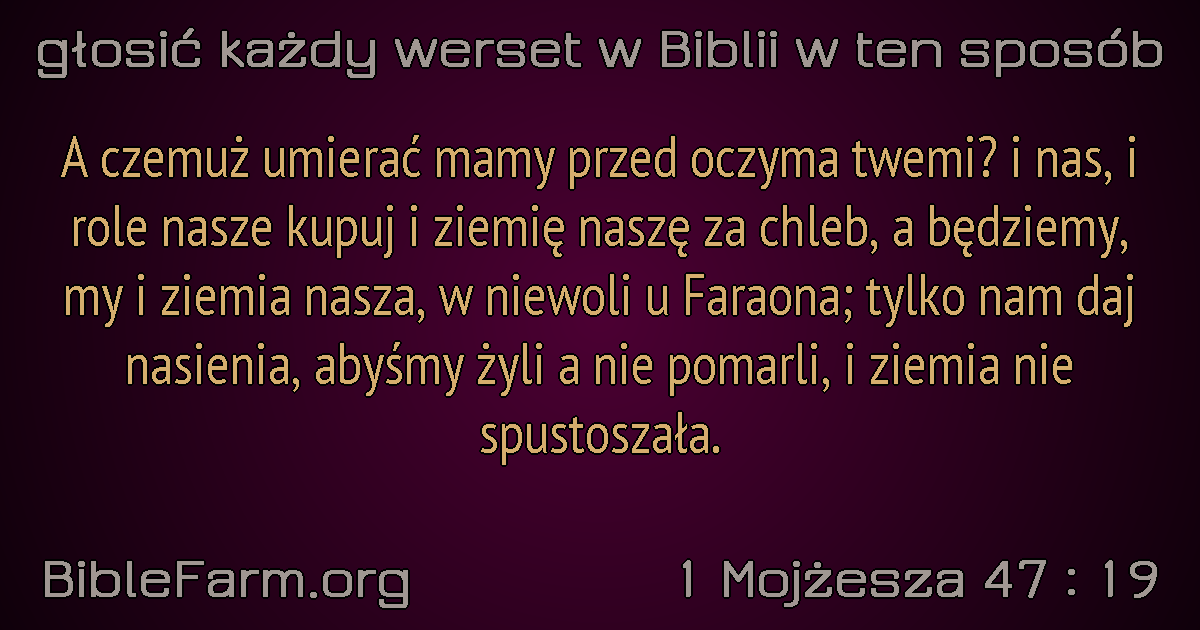 głosić każdy werset w Biblii w ten sposób
A czemuż umierać mamy przed oczyma twemi? i nas, i
role nasze kupuj i ziemię naszę za chleb, a będziemy,
my i ziemia nasza, w niewoli u Faraona; tylko nam daj
nasienia, abyśmy żyli a nie pomarli, i ziemia nie
spustoszała.
BibleFarm.org
1 Mojżesza 47 : 19